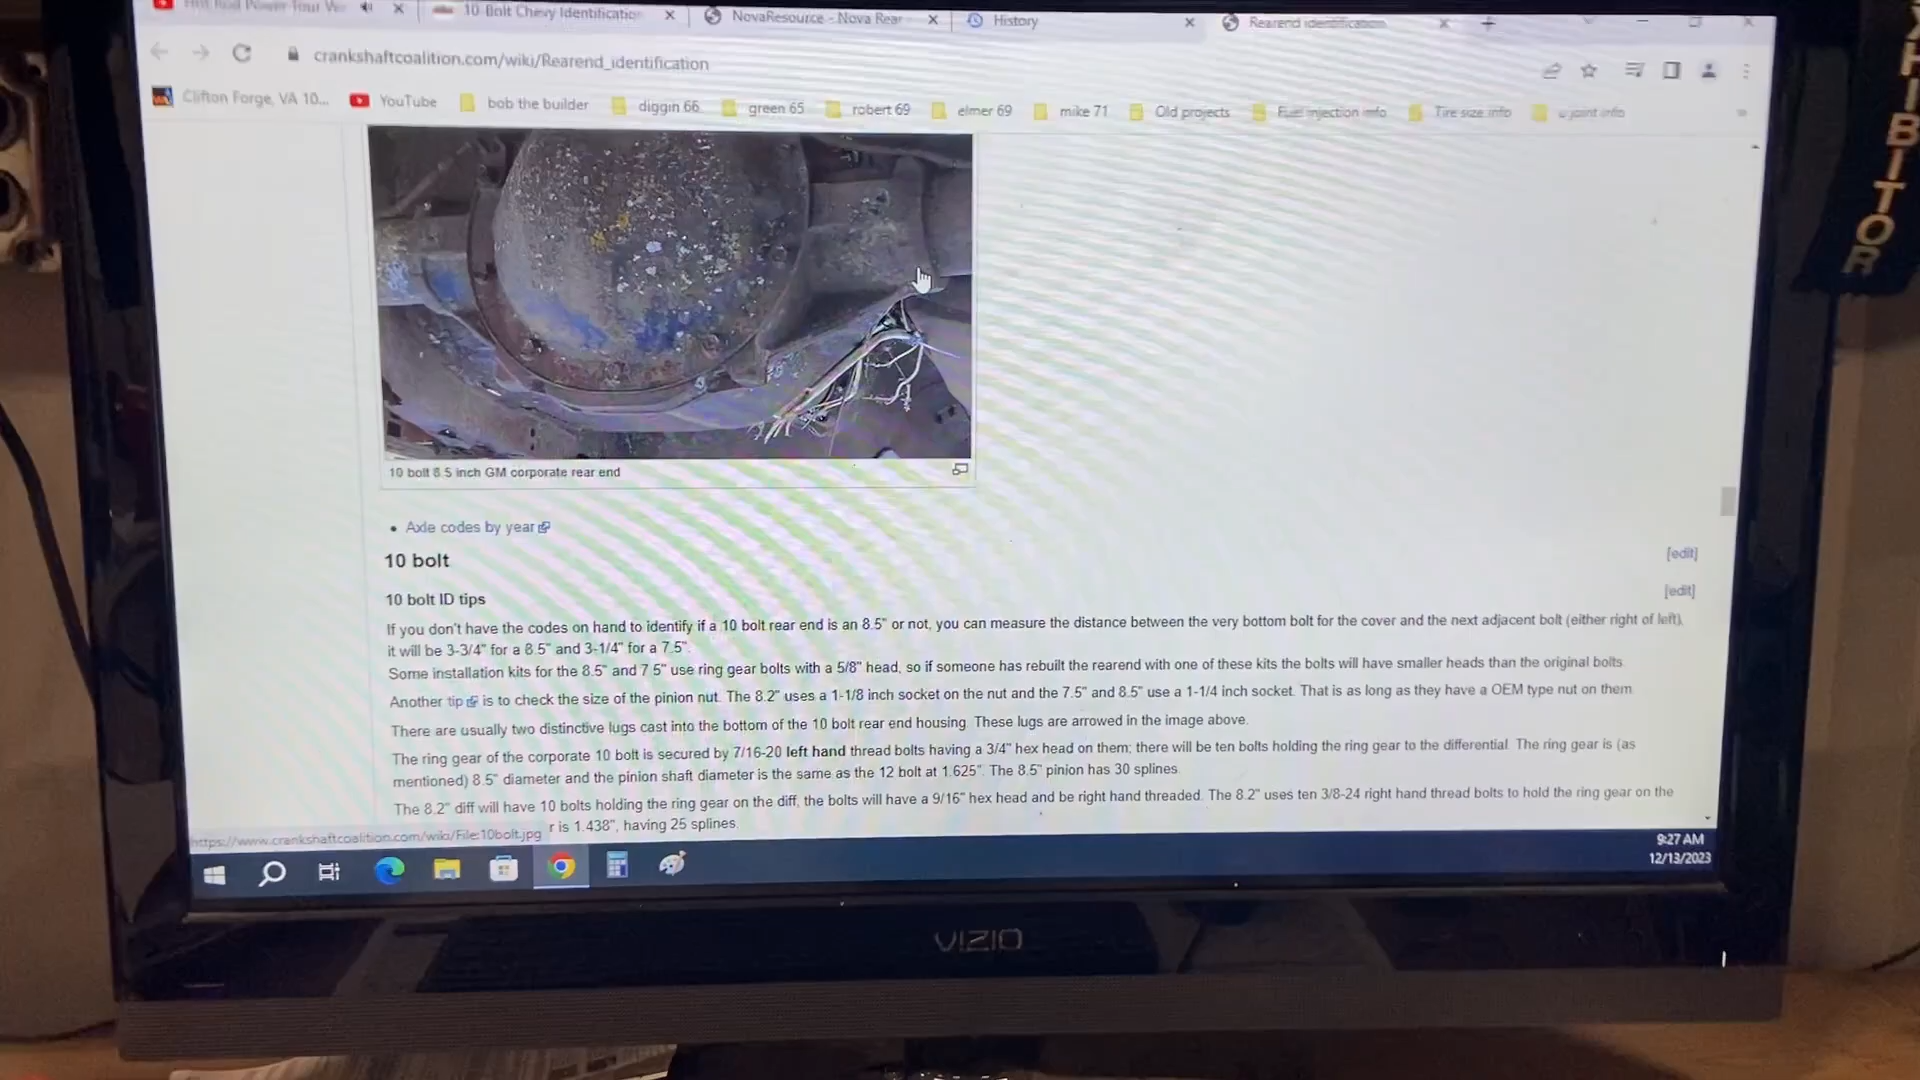 Hot Rod Power Tour
10 Bolt Chevy Identification
NovaResource - Nova Rear
History
Rearend identification
crankshaftcoalition.com/wiki/Rearend_identification
Clifton Forge, VA 10...
YouTube
bob the builder
diggin 66
green 65
robert 69
elmer 69
mike 71
Old projects
Fuel injection info
Tire size info
u joint info
10 bolt 8.5 inch GM corporate rear end
• Axle codes by year
10 bolt
[edit]
10 bolt ID tips
[edit]
If you don't have the codes on hand to identify if a 10 bolt rear end is an 8.5" or not, you can measure the distance between the very bottom bolt for the cover and the next adjacent bolt (either right of left),
it will be 3-3/4" for a 8.5" and 3-1/4" for a 7.5".
Some installation kits for the 8.5" and 7.5" use ring gear bolts with a 5/8" head, so if someone has rebuilt the rearend with one of these kits the bolts will have smaller heads than the original bolts.
Another tip is to check the size of the pinion nut. The 8.2" uses a 1-1/8 inch socket on the nut and the 7.5" and 8.5" use a 1-1/4 inch socket. That is as long as they have a OEM type nut on them.
There are usually two distinctive lugs cast into the bottom of the 10 bolt rear end housing. These lugs are arrowed in the image above.
The ring gear of the corporate 10 bolt is secured by 7/16-20 left hand thread bolts having a 3/4" hex head on them; there will be ten bolts holding the ring gear to the differential. The ring gear is (as
mentioned) 8.5" diameter and the pinion shaft diameter is the same as the 12 bolt at 1.625". The 8.5" pinion has 30 splines.
The 8.2" diff will have 10 bolts holding the ring gear on the diff, the bolts will have a 9/16" hex head and be right hand threaded. The 8.2" uses ten 3/8-24 right hand thread bolts to hold the ring gear on the
r is 1.438", having 25 splines.
https://www.crankshaftcoalition.com/wiki/File:10bolt.jpg
9:27 AM
12/13/2023
VIZIO
HIBITOR